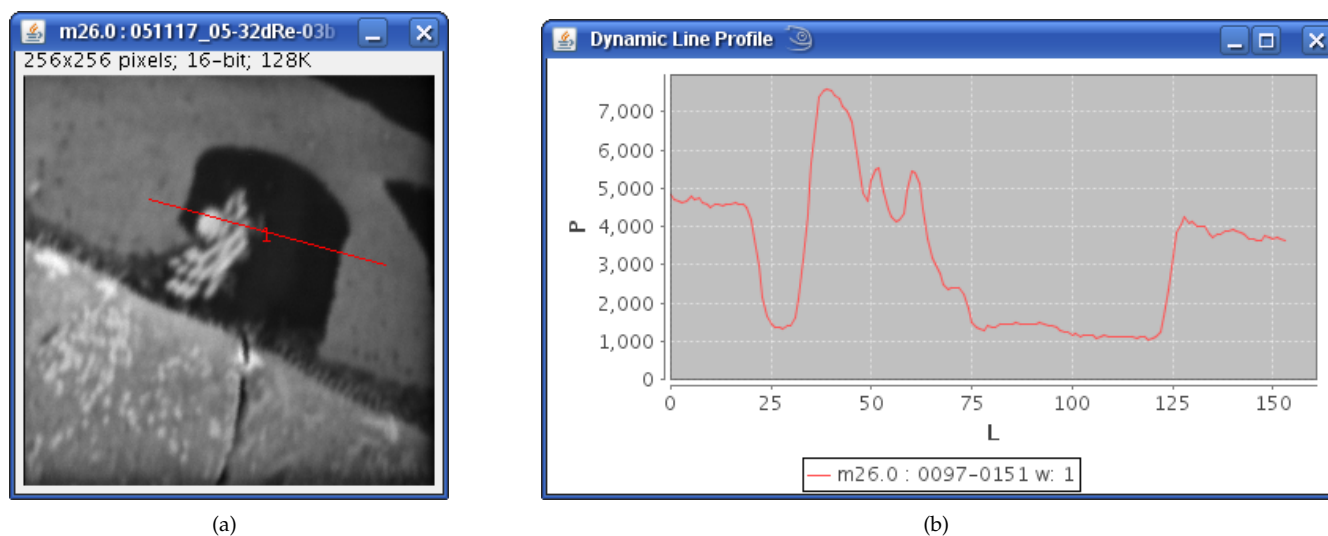 m26.0 : 051117_05-32dRe-03b
256x256 pixels; 16-bit; 128K
1
(a)
Dynamic Line Profile
7,000
6,000
5,000
4,000
3,000
2,000
1,000
0
P
0 25 50 75 100 125 150
L
m26.0 : 0097-0151 w: 1
(b)